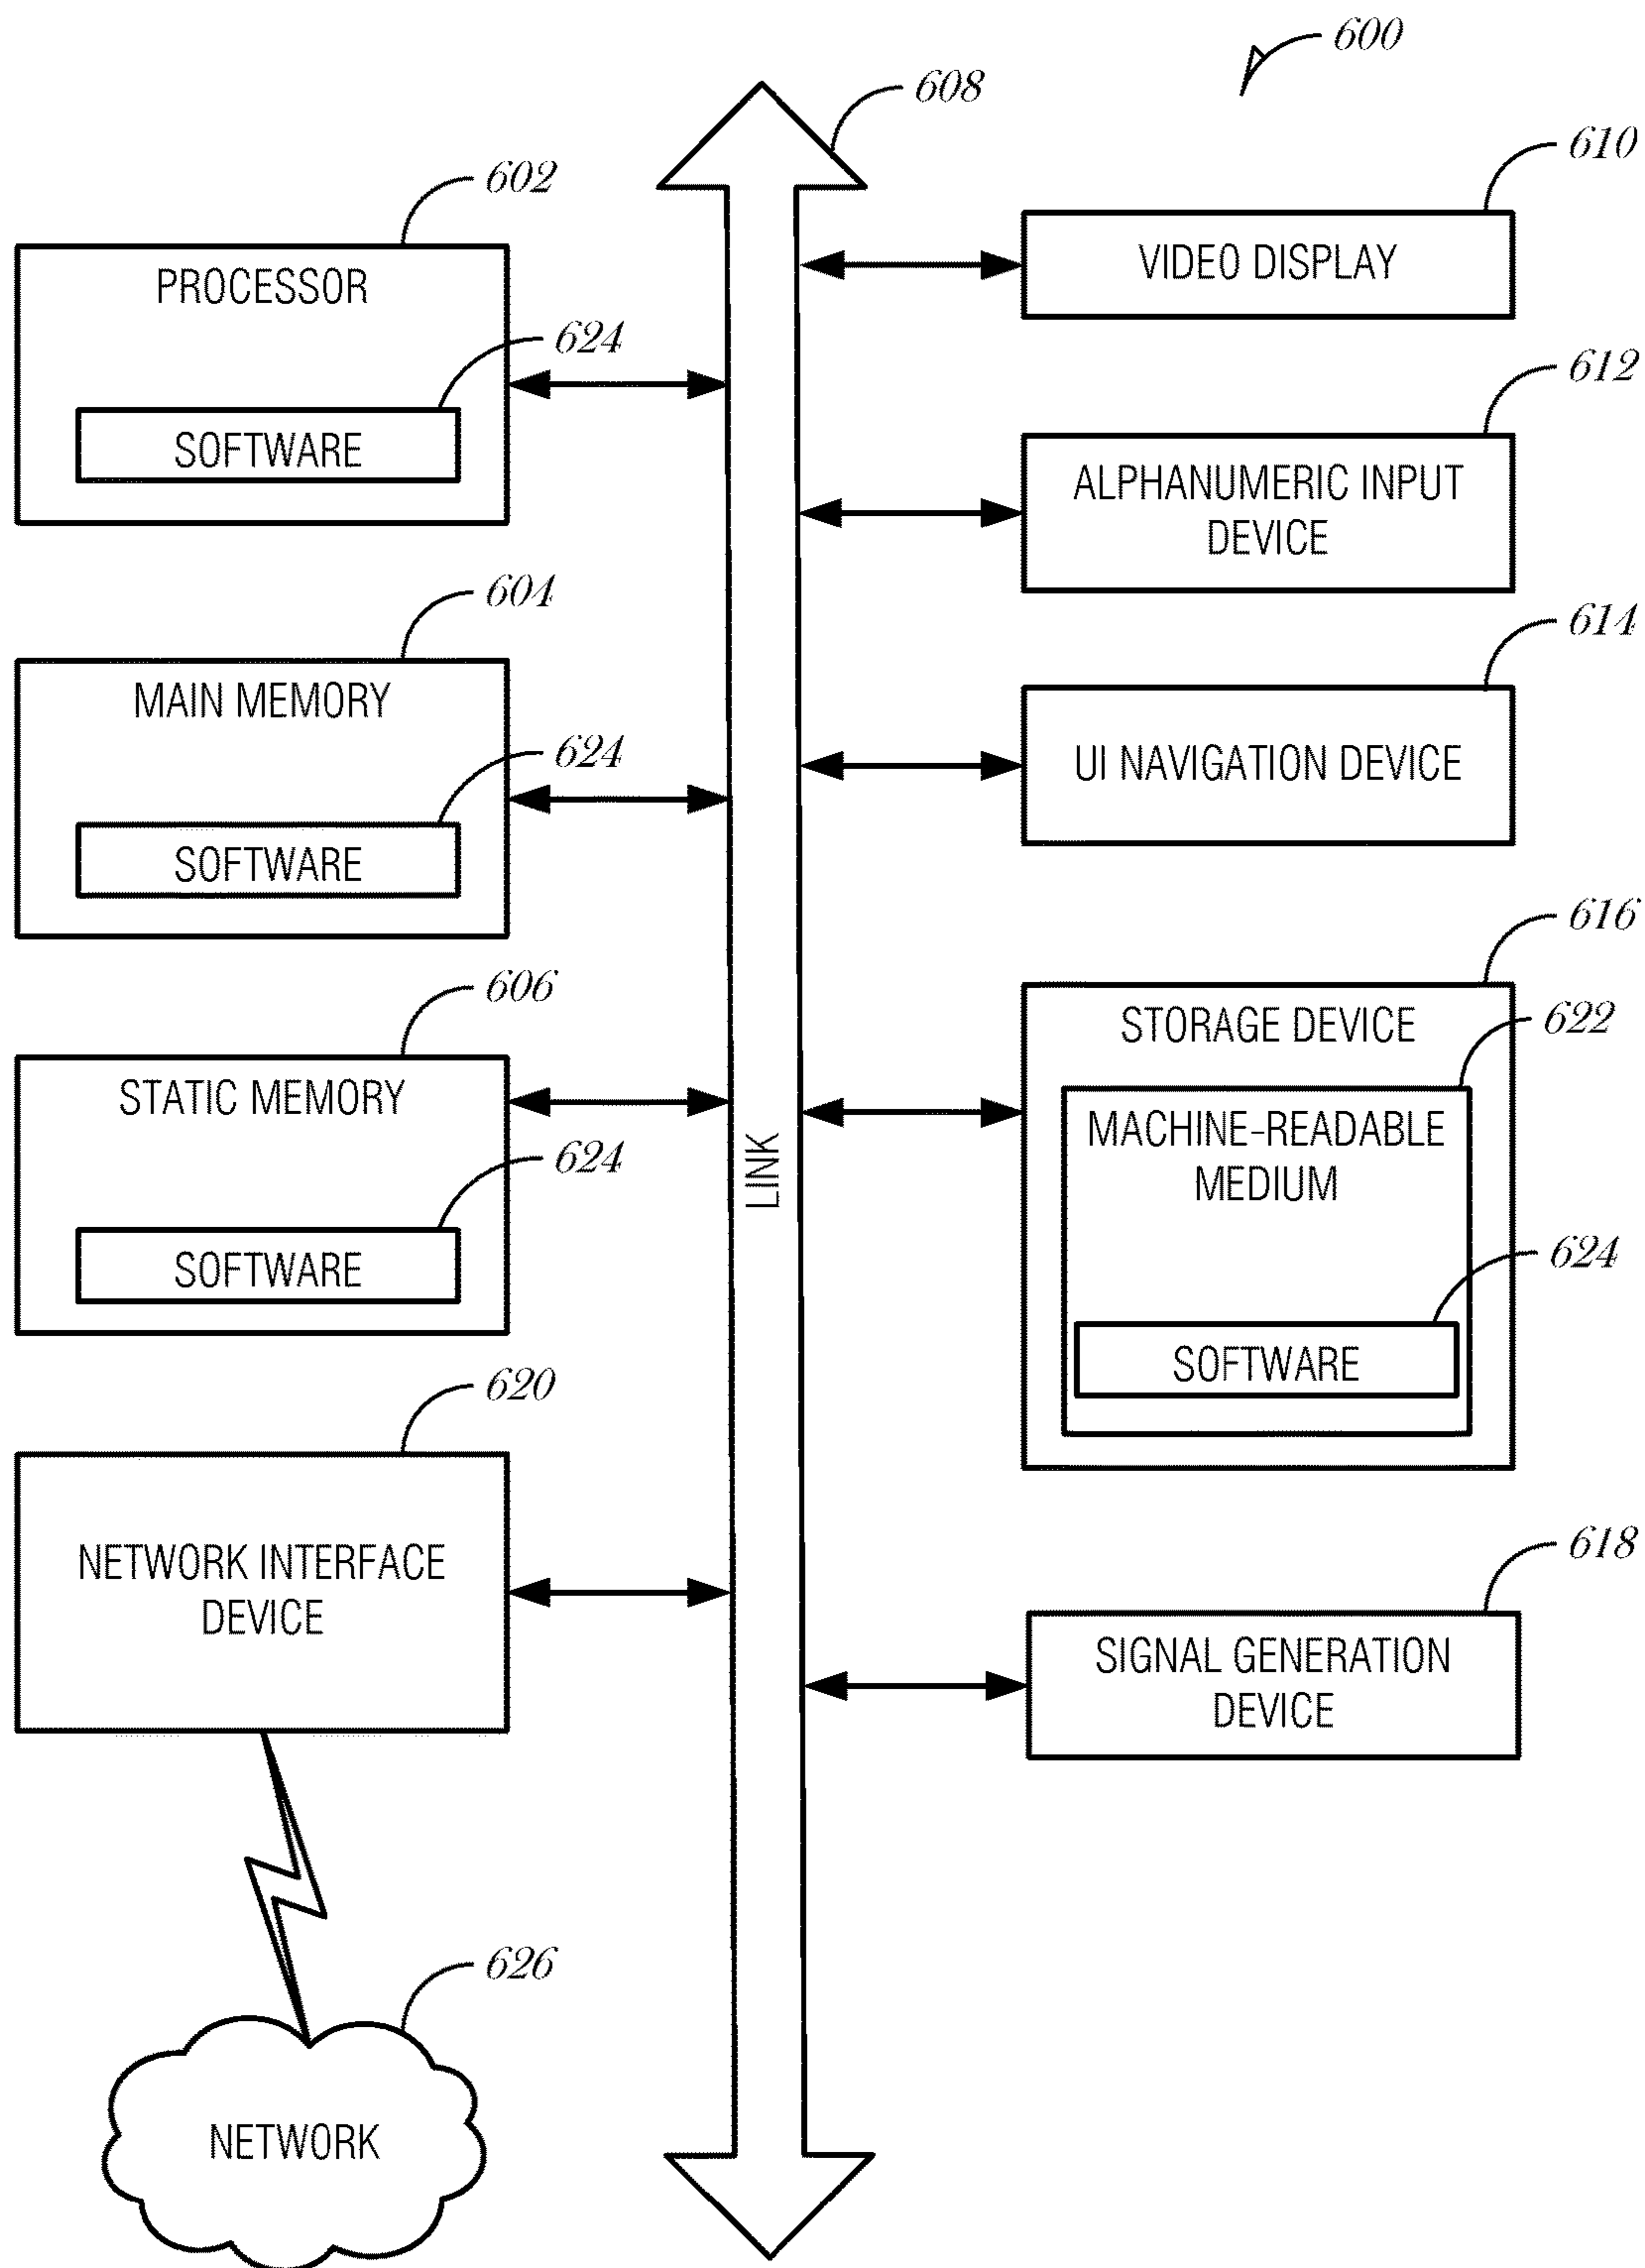 600
608
602
PROCESSOR
624
SOFTWARE
604
MAIN MEMORY
624
SOFTWARE
606
STATIC MEMORY
624
SOFTWARE
620
NETWORK INTERFACE
DEVICE
626
NETWORK
LINK
610
VIDEO DISPLAY
612
ALPHANUMERIC INPUT
DEVICE
614
UI NAVIGATION DEVICE
616
STORAGE DEVICE
622
MACHINE-READABLE
MEDIUM
624
SOFTWARE
618
SIGNAL GENERATION
DEVICE